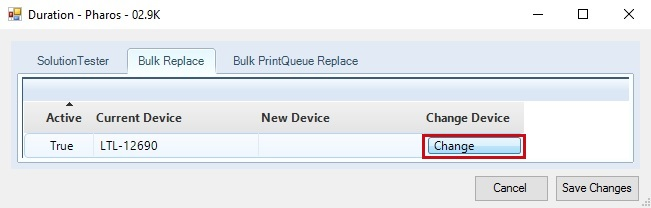 Duration - Pharos - 02.9K
SolutionTester Bulk Replace Bulk PrintQueue Replace
Active Current Device New Device Change Device
True LTL-12690 Change
Cancel Save Changes